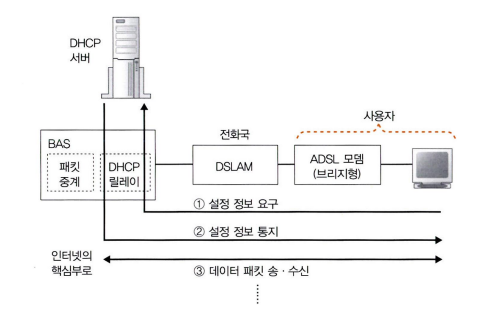 DHCP
서버
사용자
전화국
BAS
패킷
중계
DHCP
릴레이
DSLAM
ADSL 모뎀
(브리지형)
① 설정 정보 요구
② 설정 정보 통지
인터넷의
핵심부로
③ 데이터 패킷 송 · 수신